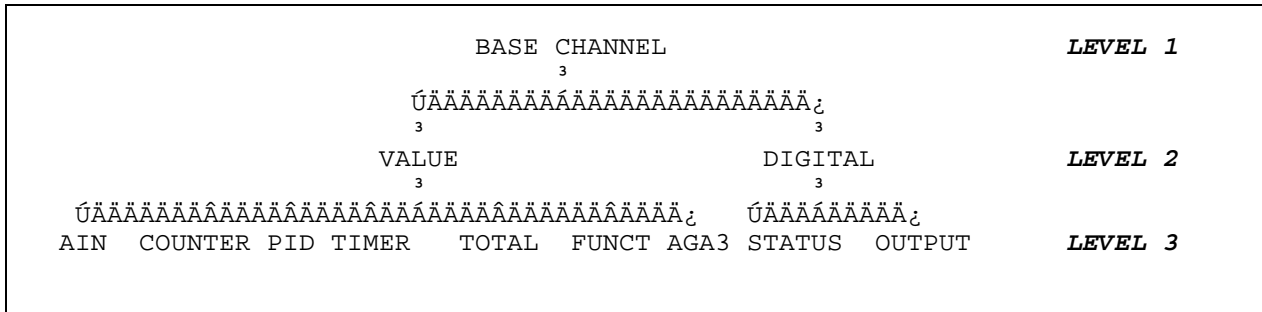 BASE CHANNEL LEVEL 1
3
ÚÄÄÄÄÄÄÄÄÁÄÄÄÄÄÄÄÄÄÄÄÄÄÄÄÄ¿
3 3
VALUE DIGITAL LEVEL 2
3 3
ÚÄÄÄÄÄÄÄÂÄÄÄÄÄÂÄÄÄÄÄÂÄÄÁÄÄÄÄÄÂÄÄÄÄÄÄÄÂÄÄÄÄÄ¿ ÚÄÄÄÁÄÄÄÄÄ¿
AIN COUNTER PID TIMER TOTAL FUNCT AGA3 STATUS OUTPUT LEVEL 3